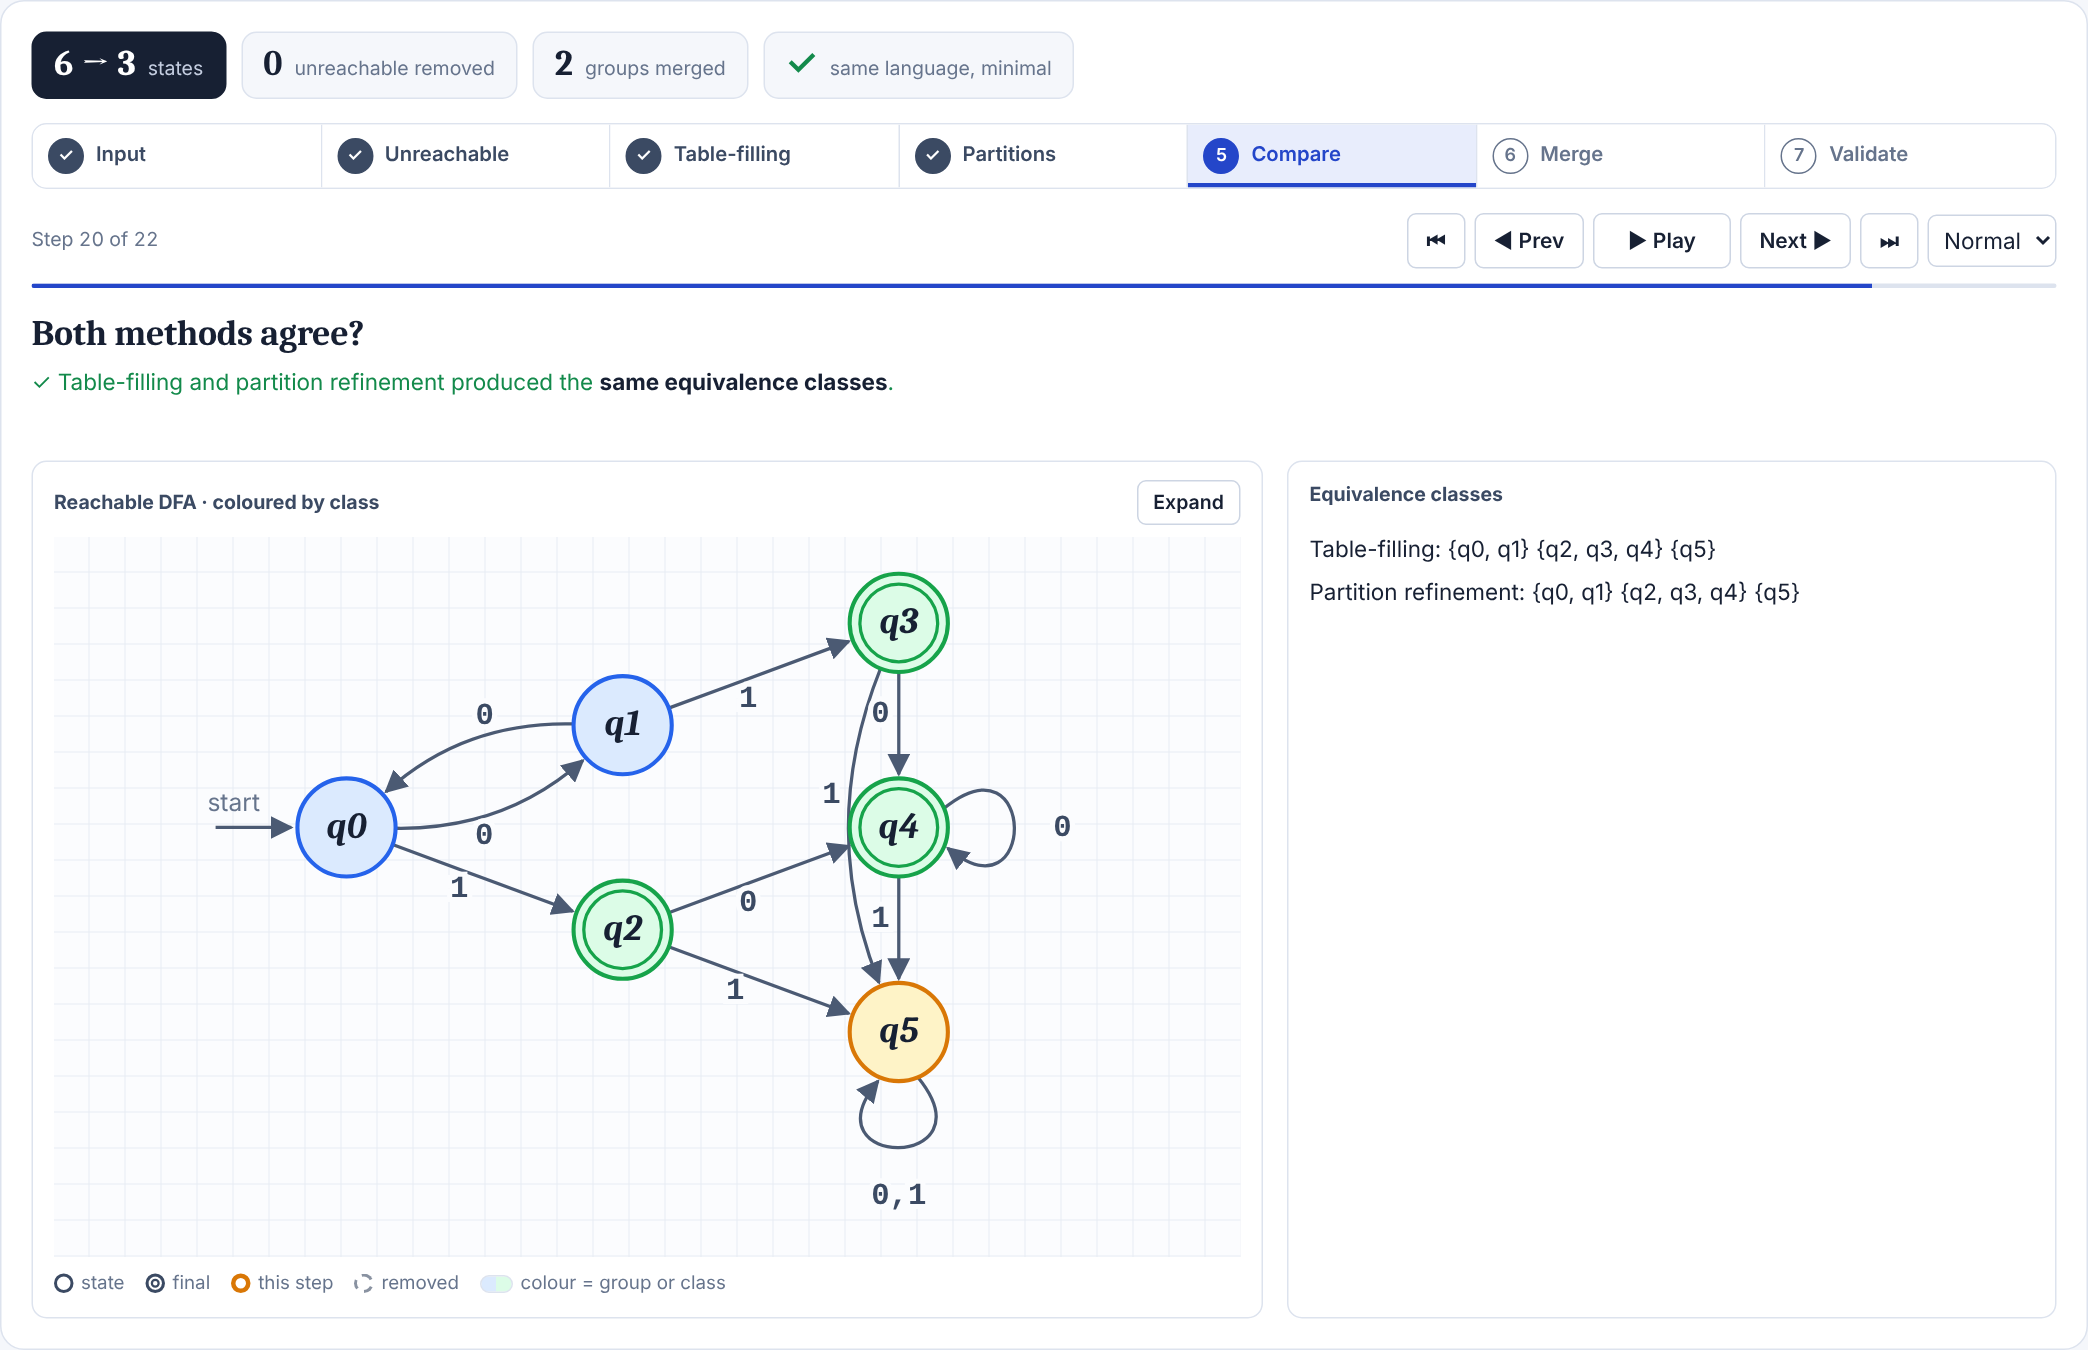 6 → 3 states
0 unreachable removed
2 groups merged
✓ same language, minimal
✓ Input
✓ Unreachable
✓ Table-filling
✓ Partitions
5 Compare
6 Merge
7 Validate
Step 20 of 22
⏮ ◀ Prev ▶ Play Next ▶ ⏭ Normal
Both methods agree?
✓ Table-filling and partition refinement produced the same equivalence classes.
Reachable DFA · coloured by class
Expand
q3
1
0
0
q1
start
1
q0
q4
0
0
1
0
1
q2
1
q5
0,1
state
final
this step
removed
colour = group or class
Equivalence classes
Table-filling: {q0, q1} {q2, q3, q4} {q5}
Partition refinement: {q0, q1} {q2, q3, q4} {q5}